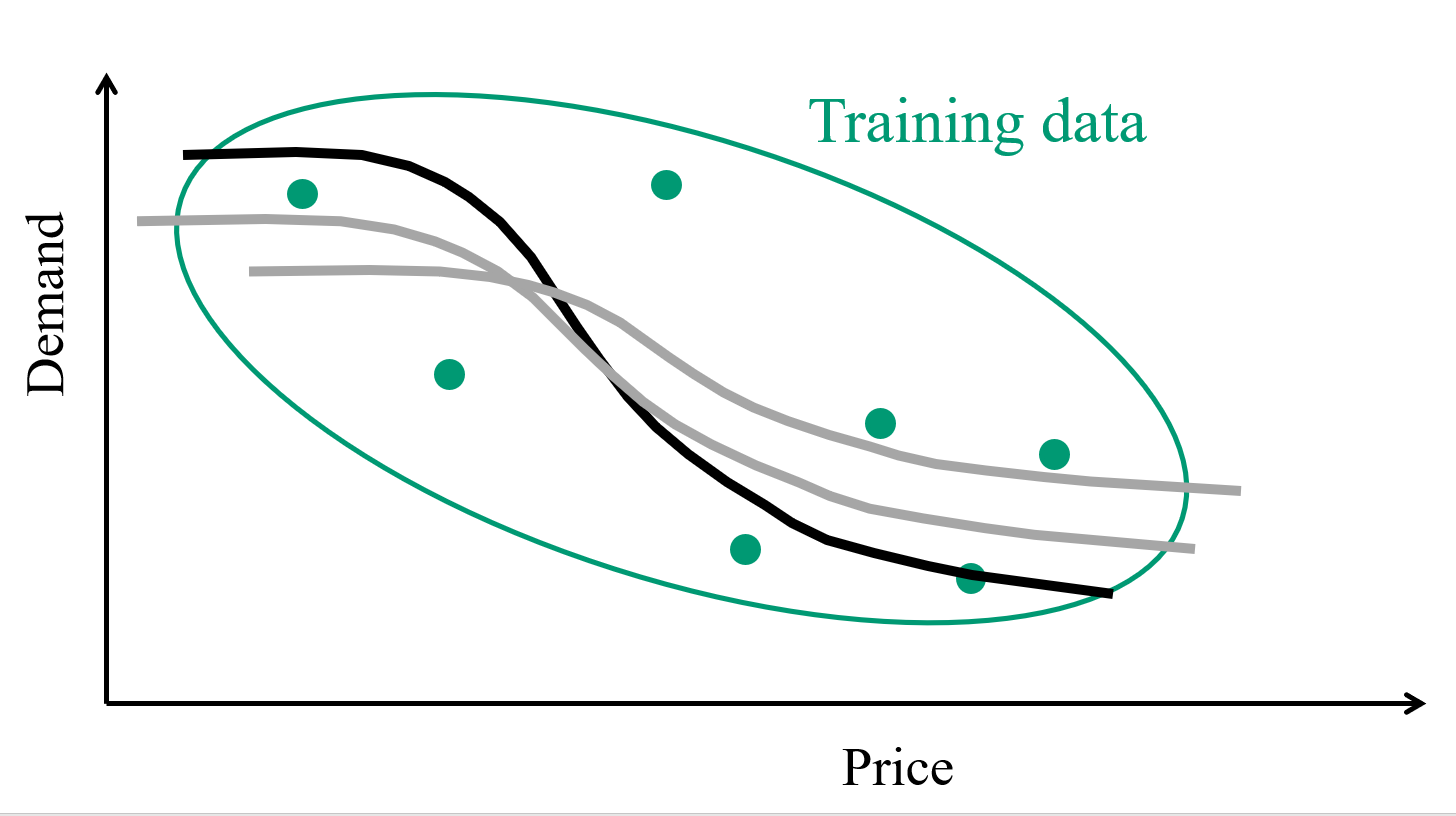 Training data
Demand
Price